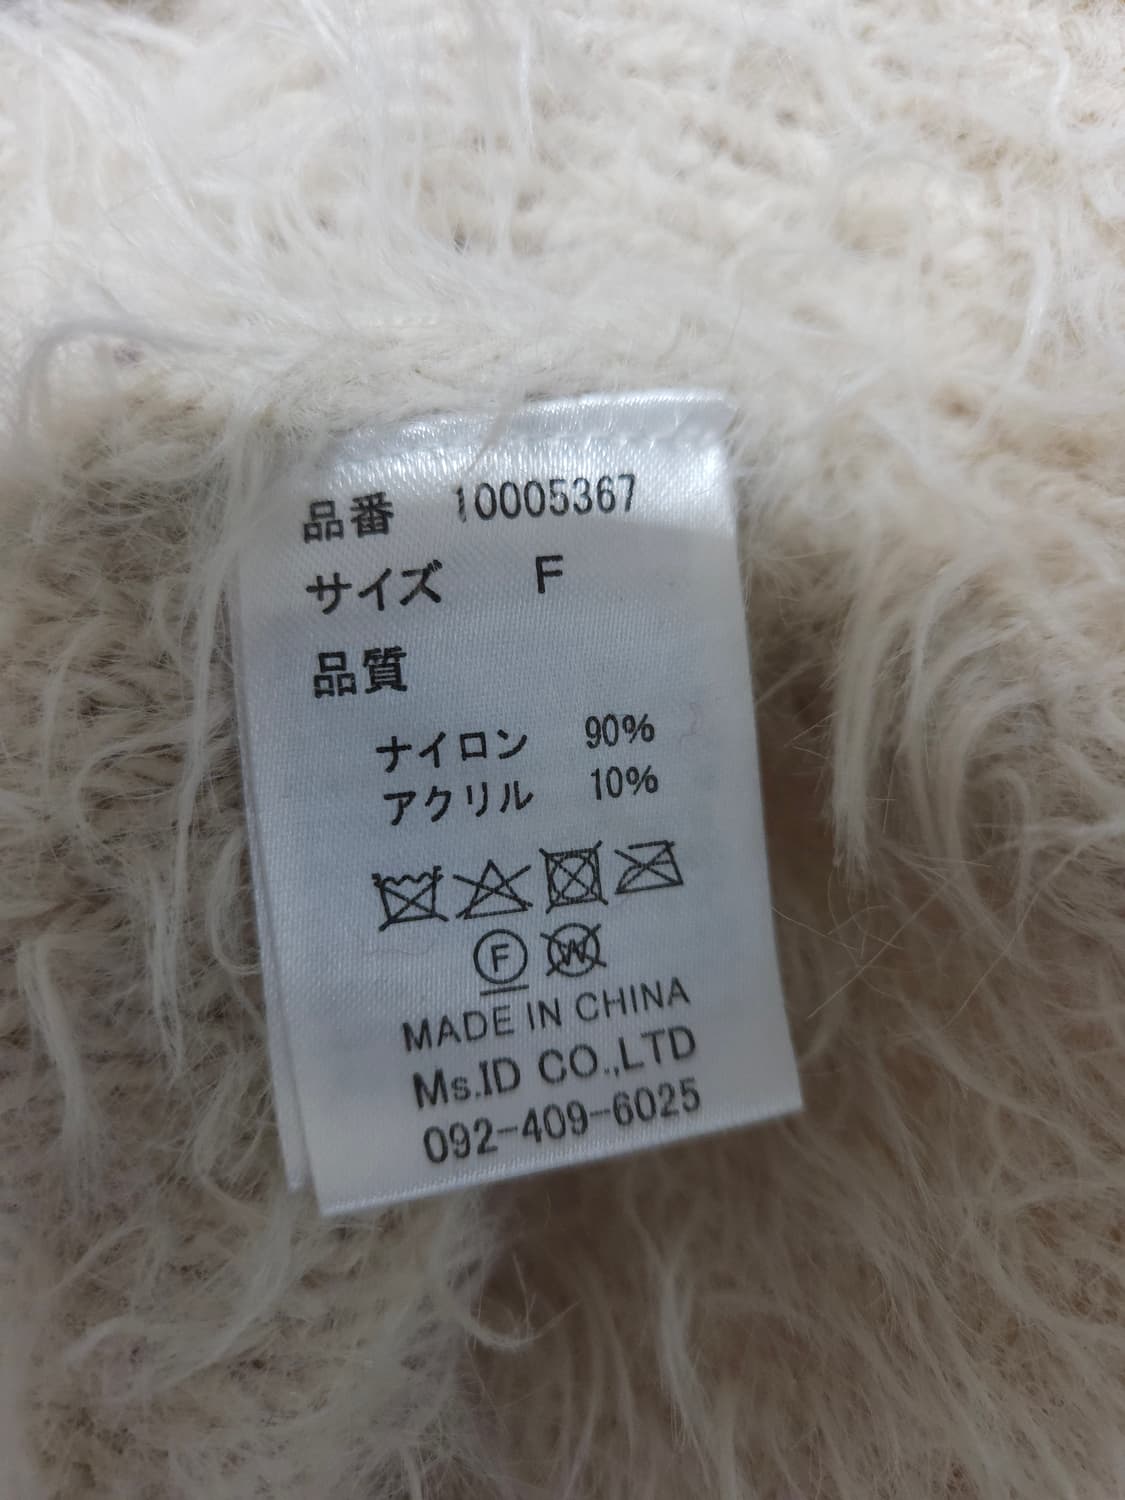 品番 10005367
サイズ F
品質
ナイロン 90%
アクリル 10%
F W
MADE IN CHINA
Ms.ID CO.,LTD
092-409-6025